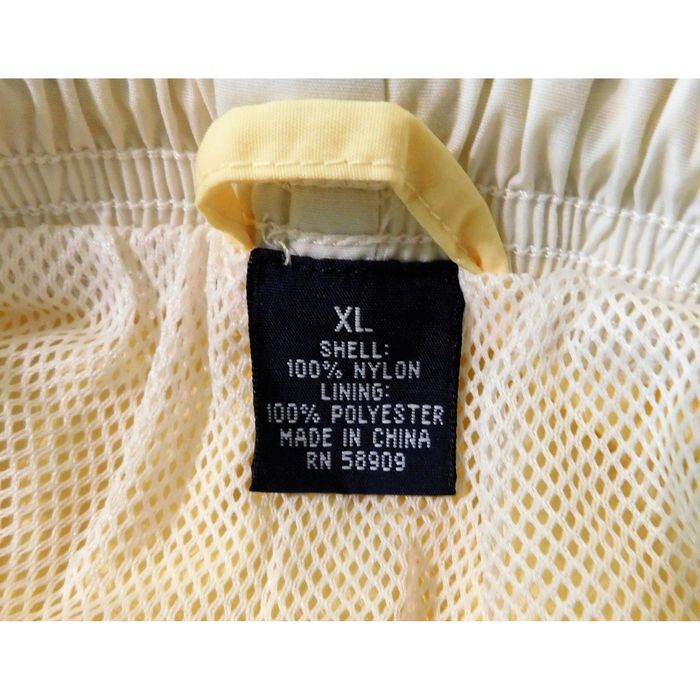 XL
SHELL:
100% NYLON
LINING:
100% POLYESTER
MADE IN CHINA
RN 58909